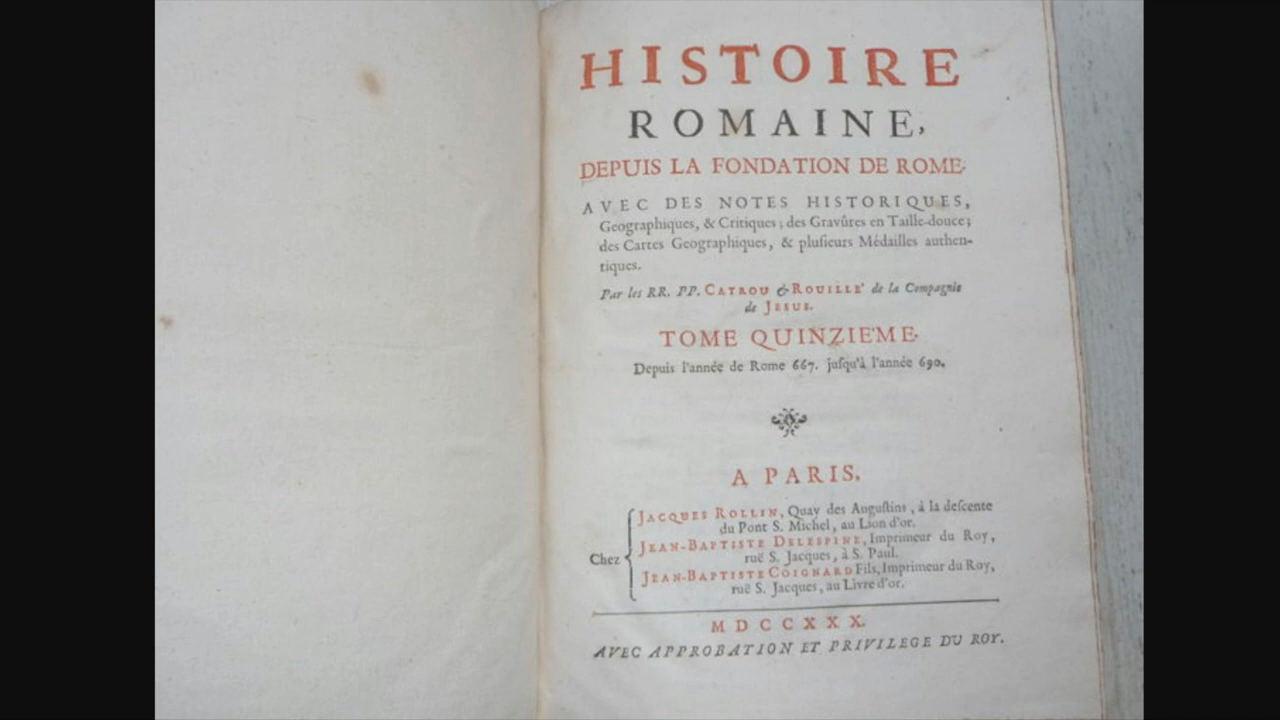 HISTOIRE
ROMAINE,
DEPUIS LA FONDATION DE ROME.
AVEC DES NOTES HISTORIQUES,
Geographiques, & Critiques ; des Gravûres en Taille-douce ;
des Cartes Geographiques, & pluſieurs Médailles authen-
tiques.
Par les RR. PP. CATROU & ROUILLE' de la Compagnie
de JESUS.
TOME QUINZIE'ME.
Depuis l'année de Rome 667. juſqu'à l'année 690.
A PARIS,
JACQUES ROLLIN, Quay des Auguſtins, à la deſcente
du Pont S. Michel, au Lion d'or.
JEAN-BAPTISTE DELESPINE, Imprimeur du Roy,
Chez
ruë S. Jacques, à S. Paul.
JEAN-BAPTISTE COIGNARD Fils, Imprimeur du Roy,
ruë S. Jacques, au Livre d'or.
MDCCXXX.
AVEC APPROBATION ET PRIVILEGE DU ROY.